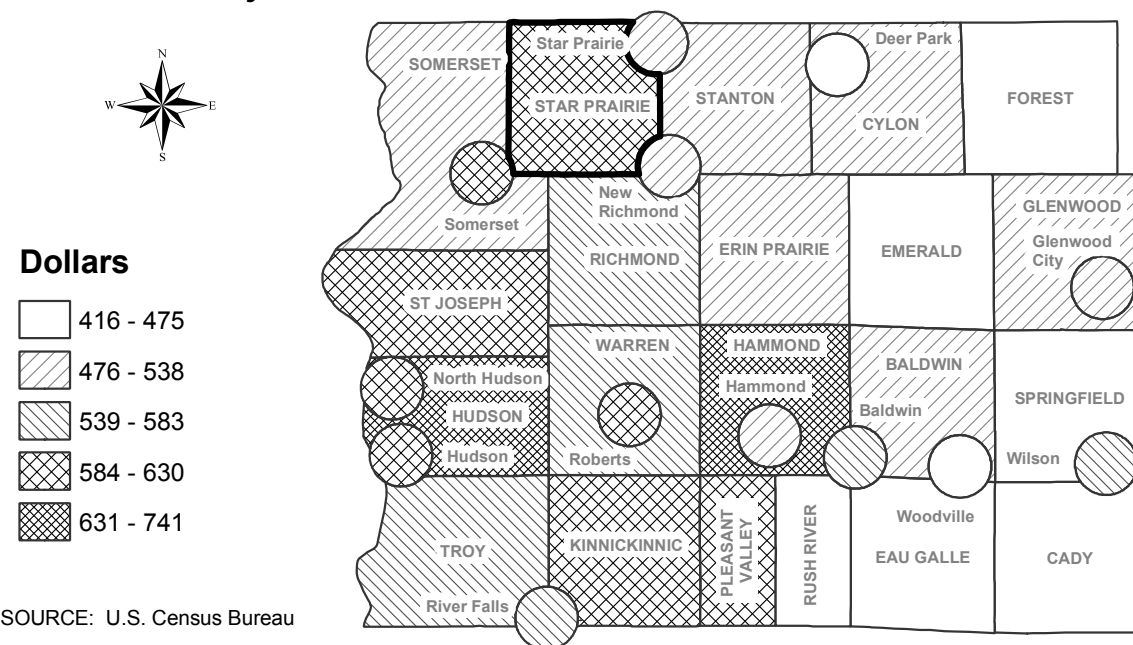 N
W
E
S
Dollars
416 - 475
476 - 538
539 - 583
584 - 630
631 - 741
SOURCE: U.S. Census Bureau
SOMERSET
Star Prairie
STAR PRAIRIE
STANTON
Deer Park
CYLON
FOREST
Somerset
New
Richmond
RICHMOND
ERIN PRAIRIE
EMERALD
GLENWOOD
Glenwood
City
ST JOSEPH
North Hudson
HUDSON
Hudson
WARREN
Roberts
HAMMOND
Hammond
BALDWIN
Baldwin
SPRINGFIELD
Wilson
TROY
River Falls
KINNICKINNIC
PLEASANT
VALLEY
RUSH RIVER
Woodville
EAU GALLE
CADY